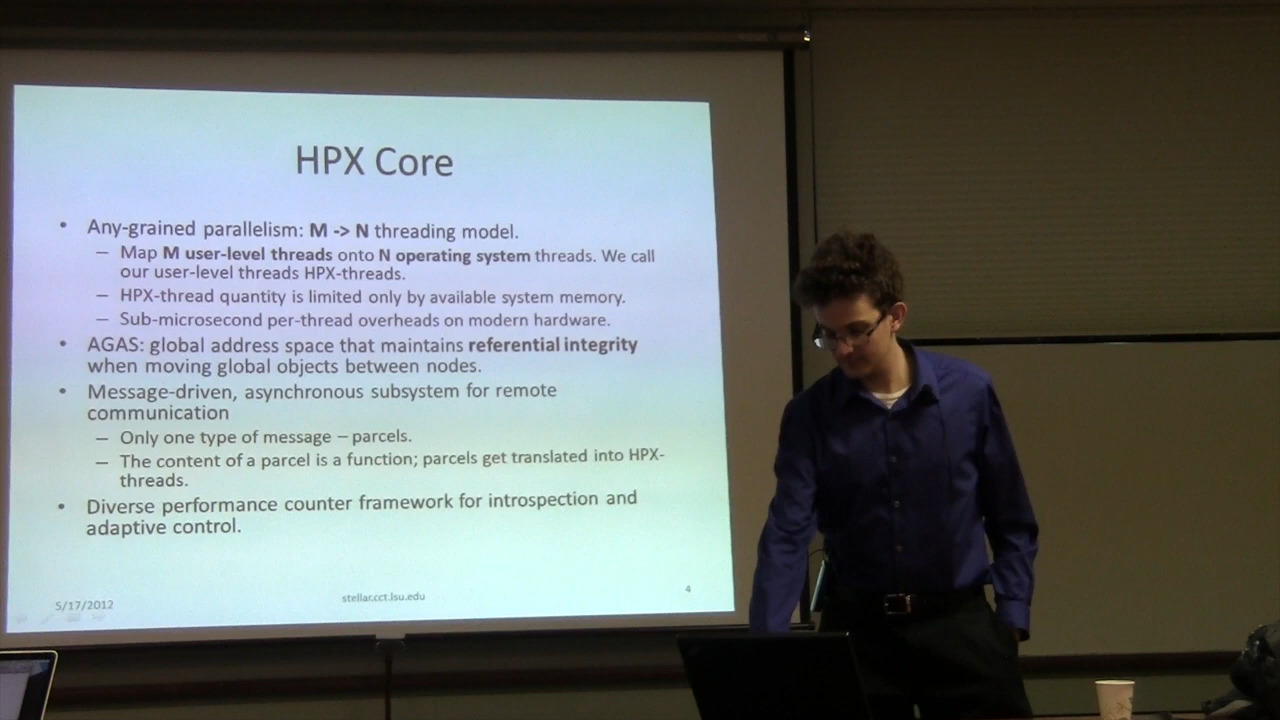 HPX Core
• Any-grained parallelism: M -> N threading model.
– Map M user-level threads onto N operating system threads. We call
our user-level threads HPX-threads.
– HPX-thread quantity is limited only by available system memory.
– Sub-microsecond per-thread overheads on modern hardware.
• AGAS: global address space that maintains referential integrity
when moving global objects between nodes.
• Message-driven, asynchronous subsystem for remote
communication
– Only one type of message – parcels.
– The content of a parcel is a function; parcels get translated into HPX-
threads.
• Diverse performance counter framework for introspection and
adaptive control.
5/17/2012
stellar.cct.lsu.edu
4